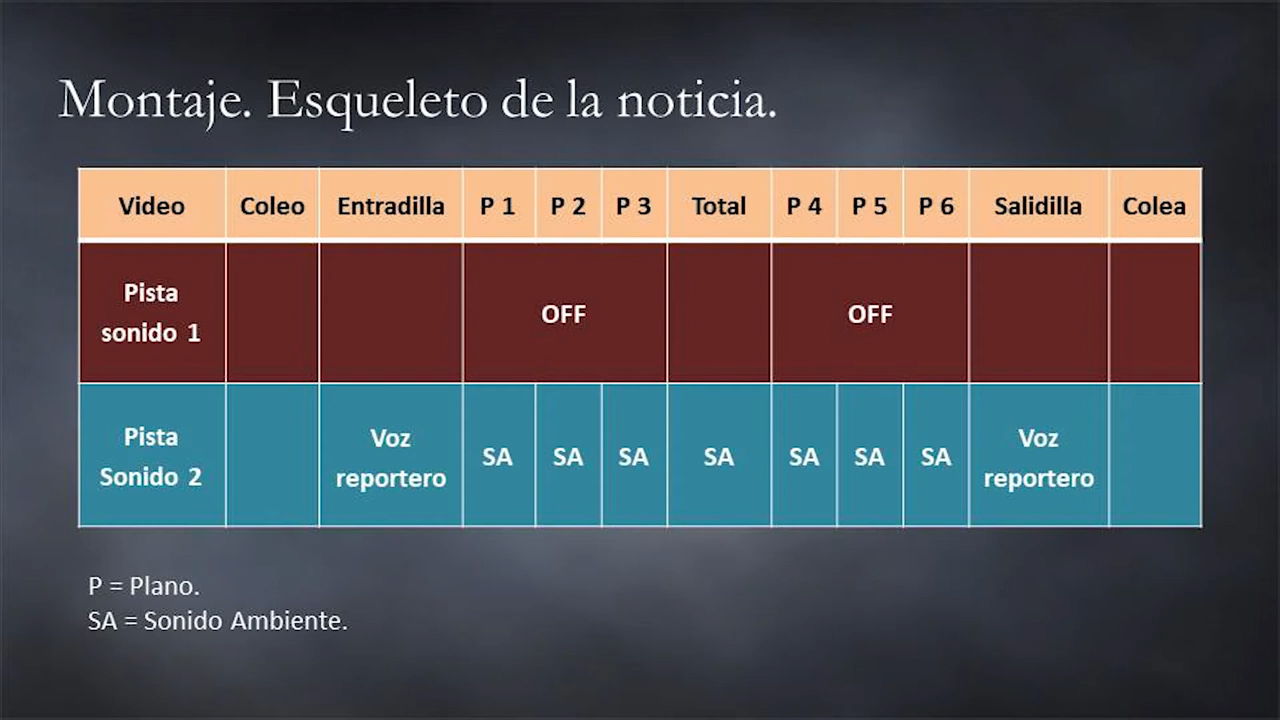 Montaje. Esqueleto de la noticia.
Video Coleo Entradilla P 1 P 2 P 3 Total P 4 P 5 P 6 Salidilla Colea
Pista
sonido 1
OFF OFF
Pista
Sonido 2
Voz
reportero
SA SA SA SA SA SA SA
Voz
reportero
P = Plano.
SA = Sonido Ambiente.